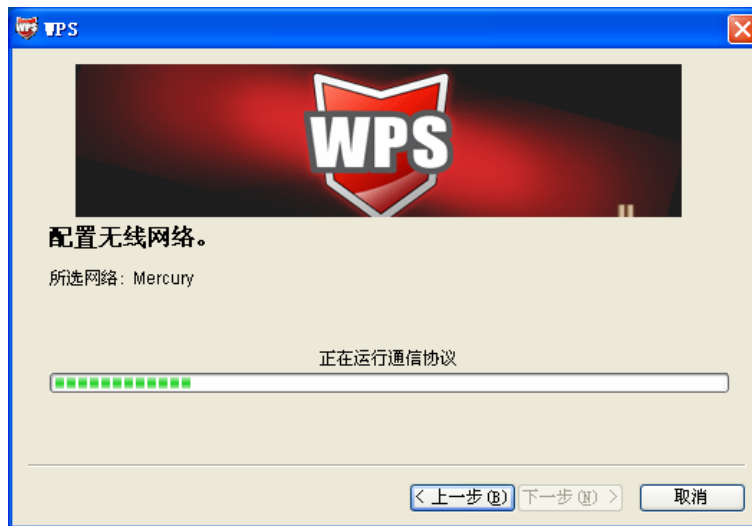 WPS WPS
WPS
配置无线网络。
所选网络: Mercury
正在运行通信协议
< 上一步(B) 下一步(N) > 取消